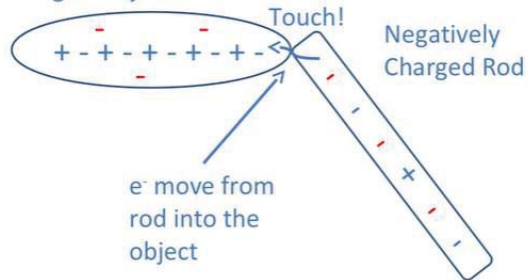 Touch!
Negatively
Charged Rod
- -
+ - + - + - + - + -
-
-
-
-
+
-
-
e- move from
rod into the
object